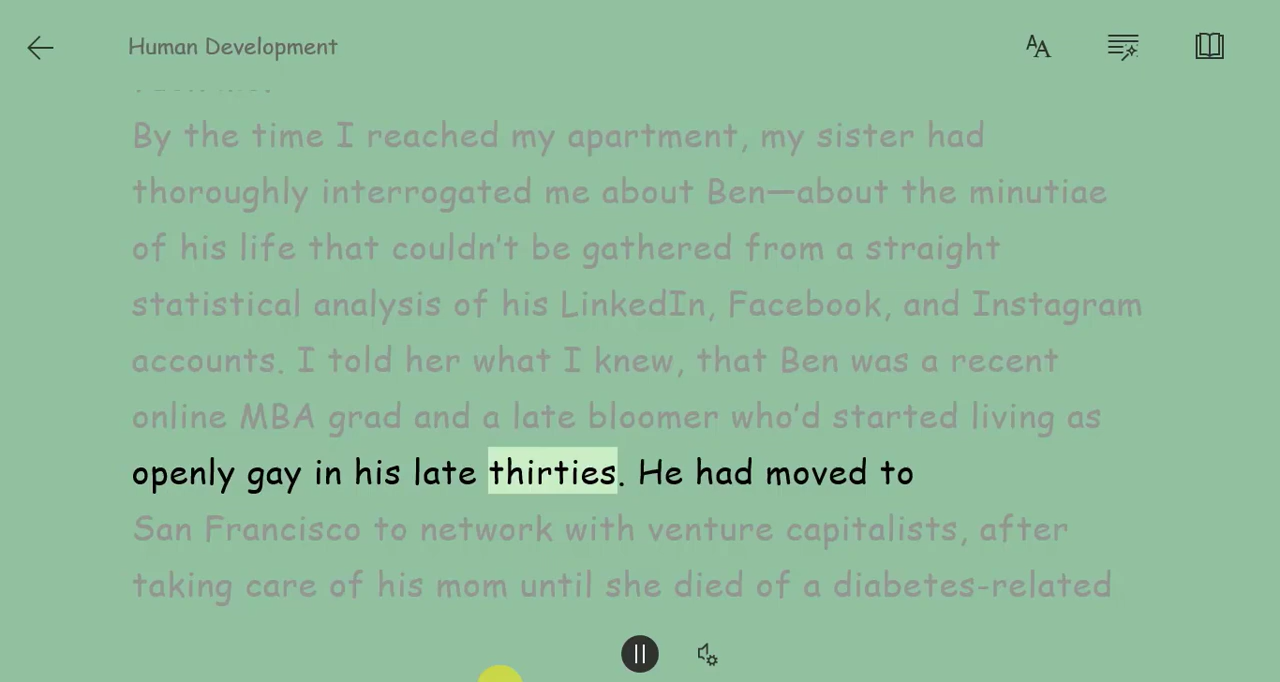 Human Development
AA
By the time I reached my apartment, my sister had
thoroughly interrogated me about Ben—about the minutiae
of his life that couldn’t be gathered from a straight
statistical analysis of his LinkedIn, Facebook, and Instagram
accounts. I told her what I knew, that Ben was a recent
online MBA grad and a late bloomer who’d started living as
openly gay in his late thirties. He had moved to
San Francisco to network with venture capitalists, after
taking care of his mom until she died of a diabetes-related